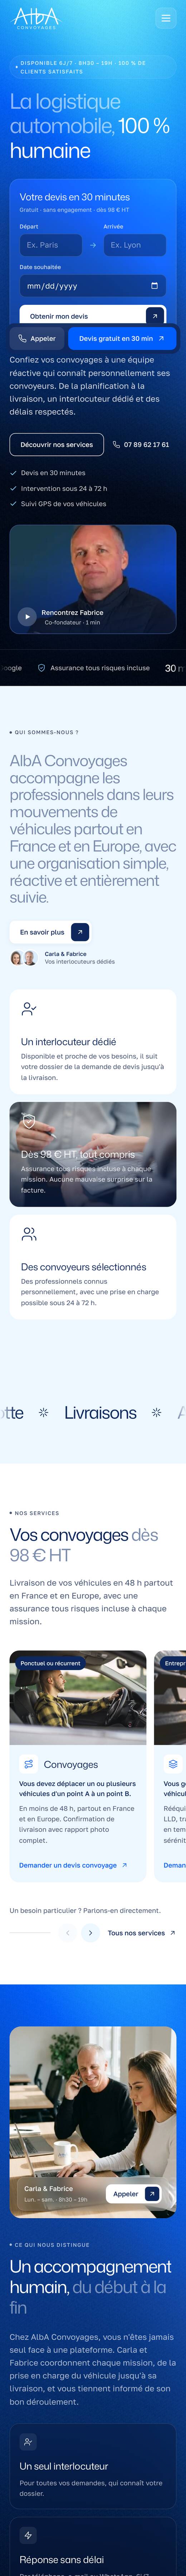 AlbA
CONVOYAGES
DISPONIBLE 6J/7 · 8H30 – 19H · 100 % DE
CLIENTS SATISFAITS
La logistique
automobile, 100 %
humaine
Votre devis en 30 minutes
Gratuit · sans engagement · dès 98 € HT
Départ
Arrivée
Ex. Paris
→
Ex. Lyon
Date souhaitée
mm/dd/yyyy
Obtenir mon devis
Appeler
Devis gratuit en 30 min
Confiez vos convoyages à une équipe
réactive qui connaît personnellement ses
convoyeurs. De la planification à la
livraison, un interlocuteur dédié et des
délais respectés.
Découvrir nos services
07 89 62 17 61
Devis en 30 minutes
Intervention sous 24 à 72 h
Suivi GPS de vos véhicules
Rencontrez Fabrice
Co-fondateur · 1 min
oogle
Assurance tous risques incluse
30 m
QUI SOMMES-NOUS ?
AlbA Convoyages
accompagne les
professionnels dans leurs
mouvements de
véhicules partout en
France et en Europe, avec
une organisation simple,
réactive et entièrement
suivie.
En savoir plus
Carla & Fabrice
Vos interlocuteurs dédiés
Un interlocuteur dédié
Disponible et proche de vos besoins, il suit
votre dossier de la demande de devis jusqu'à
la livraison.
Dès 98 € HT, tout compris
Assurance tous risques incluse à chaque
mission. Aucune mauvaise surprise sur la
facture.
Des convoyeurs sélectionnés
Des professionnels connus
personnellement, avec une prise en charge
possible sous 24 à 72 h.
otte
Livraisons
A
NOS SERVICES
Vos convoyages dès
98 € HT
Livraison de vos véhicules en 48 h partout
en France et en Europe, avec une
assurance tous risques incluse à chaque
mission.
Ponctuel ou récurrent
Entrepr
Convoyages
Vous devez déplacer un ou plusieurs
véhicules d'un point A à un point B.
En moins de 48 h, partout en France
et en Europe. Confirmation de
livraison avec rapport photo
complet.
Demander un devis convoyage
Vous g
véhicul
Rééqui
LLD, tra
en tem
sérénit
Deman
Un besoin particulier ? Parlons-en directement.
Tous nos services
Carla & Fabrice
Lun. – sam. · 8h30 – 19h
Appeler
CE QUI NOUS DISTINGUE
Un accompagnement
humain, du début à la
fin
Chez AlbA Convoyages, vous n'êtes jamais
seul face à une plateforme. Carla et
Fabrice coordonnent chaque mission, de la
prise en charge du véhicule jusqu'à sa
livraison, et vous tiennent informé de son
bon déroulement.
Un seul interlocuteur
Pour toutes vos demandes, qui connaît votre
dossier.
Réponse sans délai